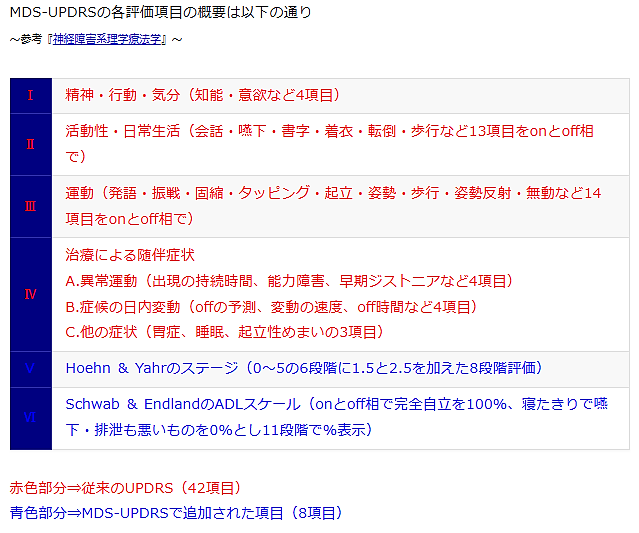 MDS-UPDRSの各評価項目の概要は以下の通り
～参考『神経障害系理学療法学』～
Ⅰ
精神・行動・気分（知能・意欲など4項目）
Ⅱ
活動性・日常生活（会話・嚥下・書字・着衣・転倒・歩行など13項目をonとoff相
で）
Ⅲ
運動（発語・振戦・固縮・タッピング・起立・姿勢・歩行・姿勢反射・無動など14
項目をonとoff相で）
Ⅳ
治療による随伴症状
A.異常運動（出現の持続時間、能力障害、早期ジストニアなど4項目）
B.症候の日内変動（offの予測、変動の速度、off時間など4項目）
C.他の症状（胃症、睡眠、起立性めまいの3項目）
Ⅴ
Hoehn ＆ Yahrのステージ（0～5の6段階に1.5と2.5を加えた8段階評価）
Ⅵ
Schwab ＆ EndlandのADLスケール（onとoff相で完全自立を100%、寝たきりで嚥
下・排泄も悪いものを0%とし11段階で%表示）
赤色部分⇒従来のUPDRS（42項目）
青色部分⇒MDS-UPDRSで追加された項目（8項目）